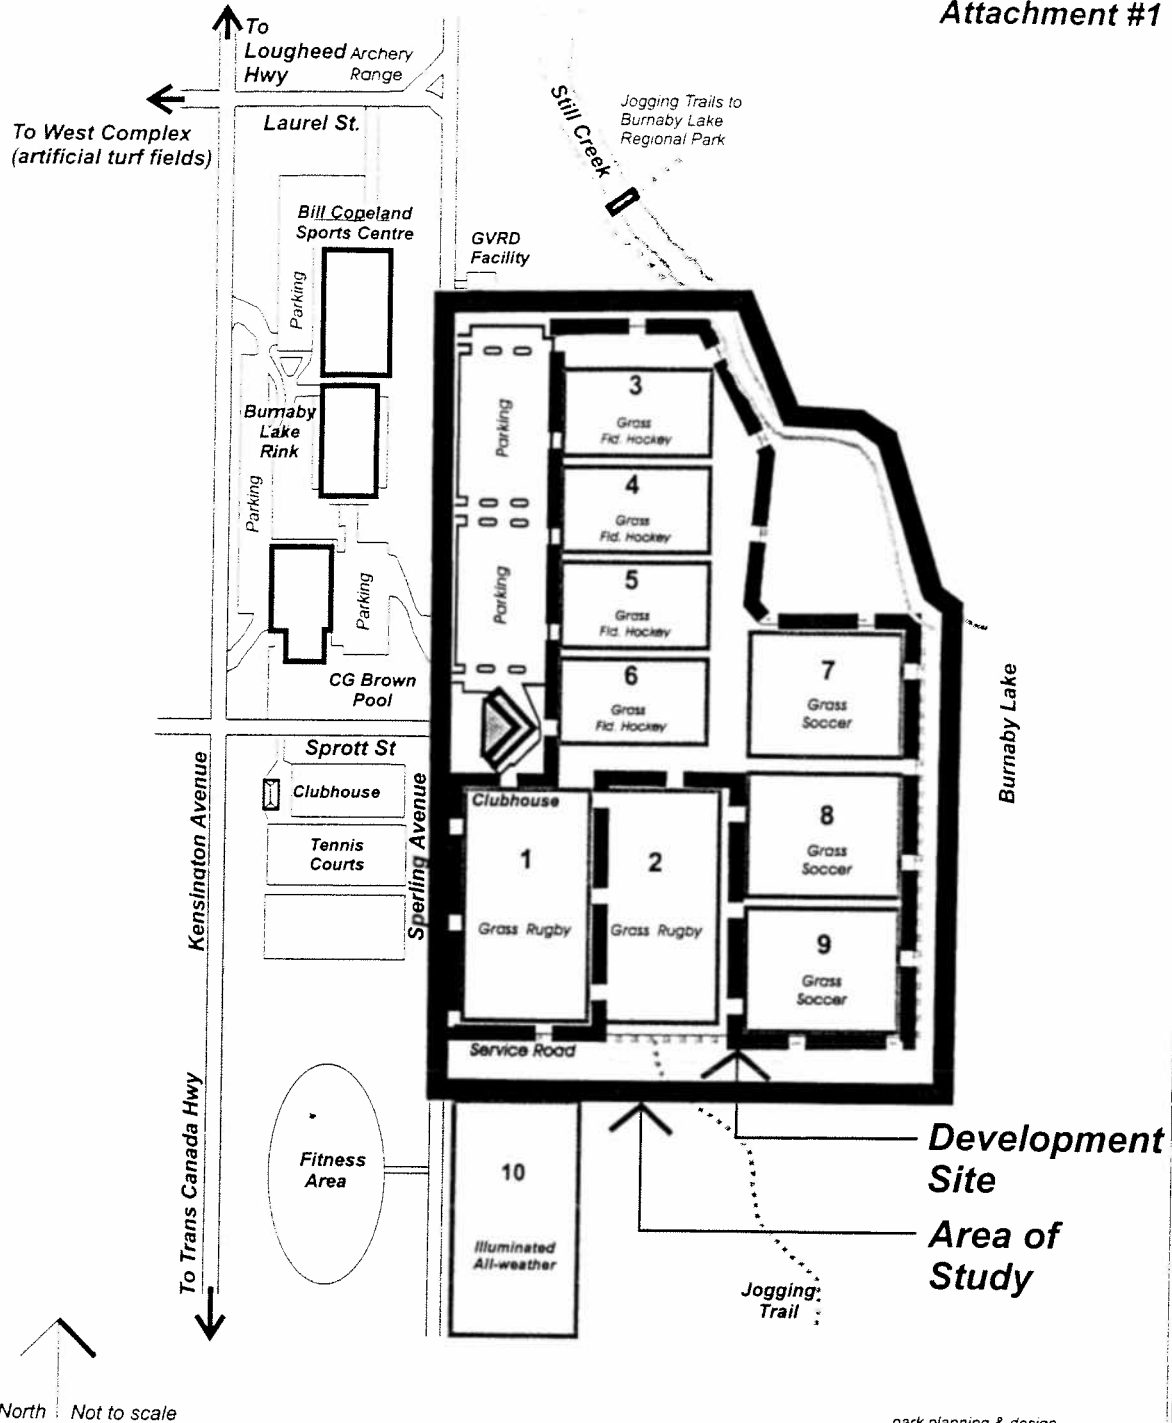 Attachment #1
To
Lougheed
Hwy
Archery
Range
Laurel St.
To West Complex
(artificial turf fields)
Still Creek
Jogging Trails to
Burnaby Lake
Regional Park
Bill Copeland
Sports Centre
GVRD
Facility
Parking
Burnaby
Lake
Rink
Parking
Parking
CG Brown
Pool
Parking
Parking
3
Grass
Fld. Hockey
4
Grass
Fld. Hockey
5
Grass
Fld. Hockey
6
Grass
Fld. Hockey
7
Grass
Soccer
Burnaby Lake
Sprott St
Kensington Avenue
Clubhouse
Tennis
Courts
Sperling Avenue
Clubhouse
1
Grass Rugby
2
Grass Rugby
8
Grass
Soccer
9
Grass
Soccer
Service Road
To Trans Canada Hwy
Fitness
Area
10
Illuminated
All-weather
Development
Site
Area of
Study
Jogging
Trail
North
Not to scale
park planning & design